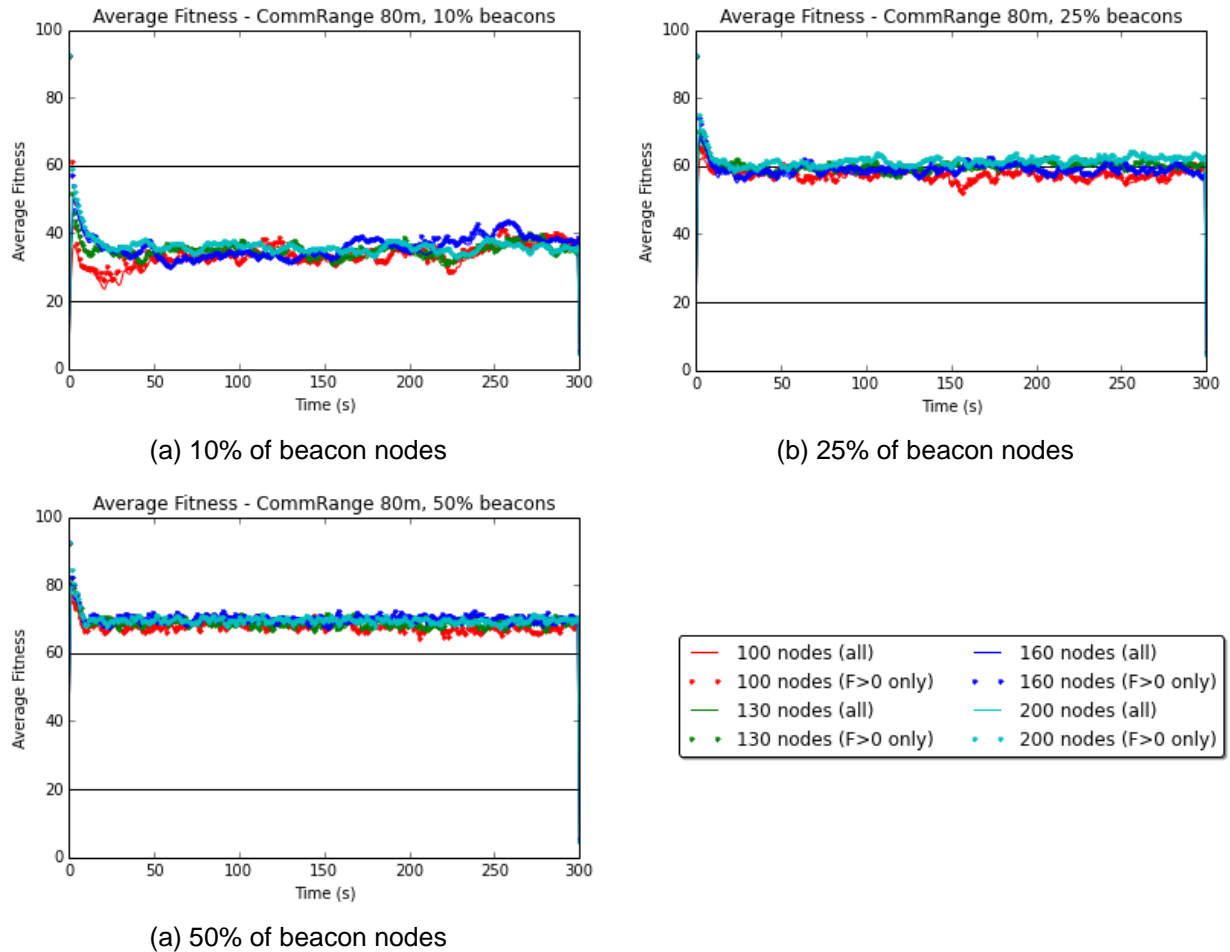 Average Fitness - CommRange 80m, 10% beacons
100
80
60
40
20
0
Average Fitness
0 50 100 150 200 250 300
Time (s)
(a) 10% of beacon nodes
Average Fitness - CommRange 80m, 25% beacons
100
80
60
40
20
0
Average Fitness
0 50 100 150 200 250 300
Time (s)
(b) 25% of beacon nodes
Average Fitness - CommRange 80m, 50% beacons
100
80
60
40
20
0
Average Fitness
0 50 100 150 200 250 300
Time (s)
(a) 50% of beacon nodes
100 nodes (all)
100 nodes (F>0 only)
130 nodes (all)
130 nodes (F>0 only)
160 nodes (all)
160 nodes (F>0 only)
200 nodes (all)
200 nodes (F>0 only)